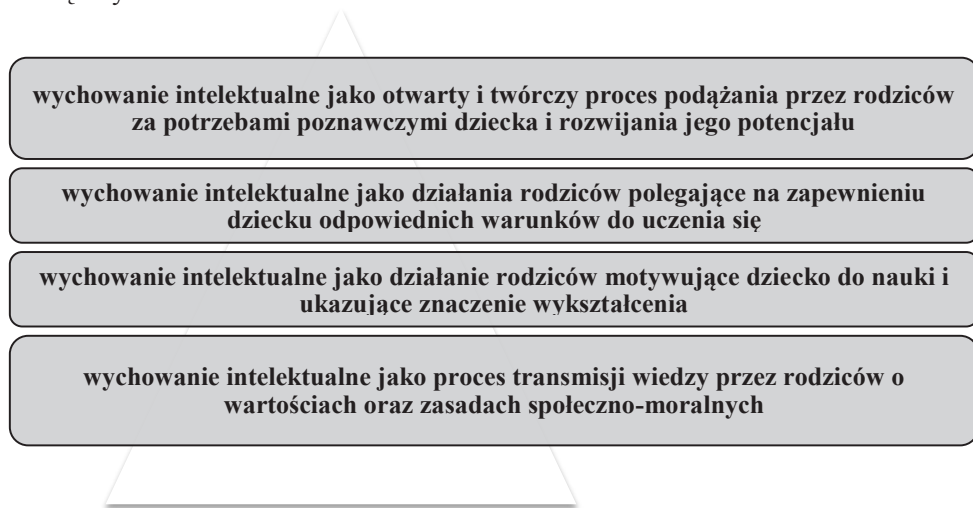 wychowanie intelektualne jako otwarty i twórczy proces podążania przez rodziców
za potrzebami poznawczymi dziecka i rozwijania jego potencjału
wychowanie intelektualne jako działania rodziców polegające na zapewnieniu
dziecku odpowiednich warunków do uczenia się
wychowanie intelektualne jako działanie rodziców motywujące dziecko do nauki i
ukazujące znaczenie wykształcenia
wychowanie intelektualne jako proces transmisji wiedzy przez rodziców o
wartościach oraz zasadach społeczno-moralnych